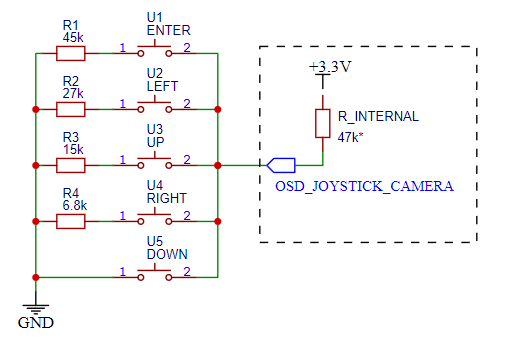 R1
45k
1
U1
ENTER
2
R2
27k
1
U2
LEFT
2
R3
15k
1
U3
UP
2
R4
6.8k
1
U4
RIGHT
2
1
U5
DOWN
2
GND
+3.3V
R_INTERNAL
47k*
OSD_JOYSTICK_CAMERA